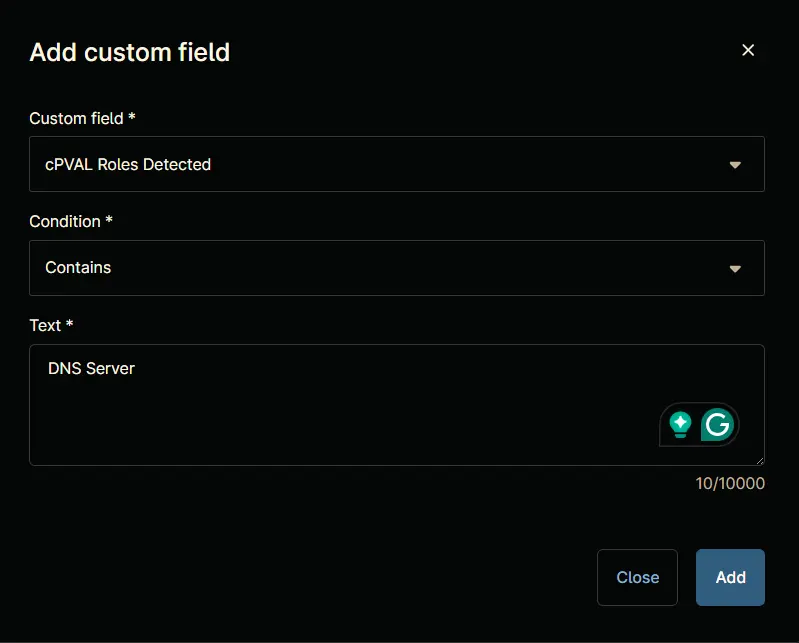 Add custom field
Custom field *
cPVAL Roles Detected
Condition *
Contains
Text *
DNS Server
10/10000
Close
Add